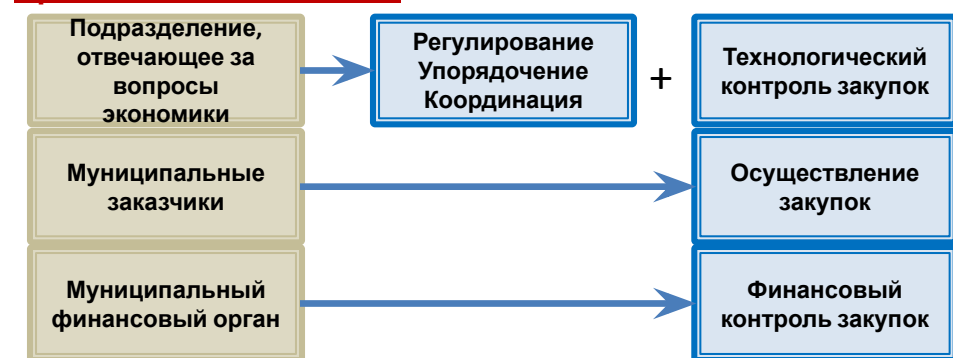 Подразделение,
отвечающее за
вопросы
экономики
Регулирование
Упорядочение
Координация
+
Технологический
контроль закупок
Муниципальные
заказчики
Осуществление
закупок
Муниципальный
финансовый орган
Финансовый
контроль закупок